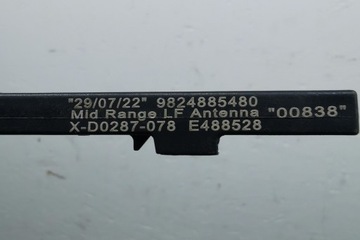 "29/07/22" 9824885480
Mid Range LF Antenna "00838"
X-D0287-078 E488528